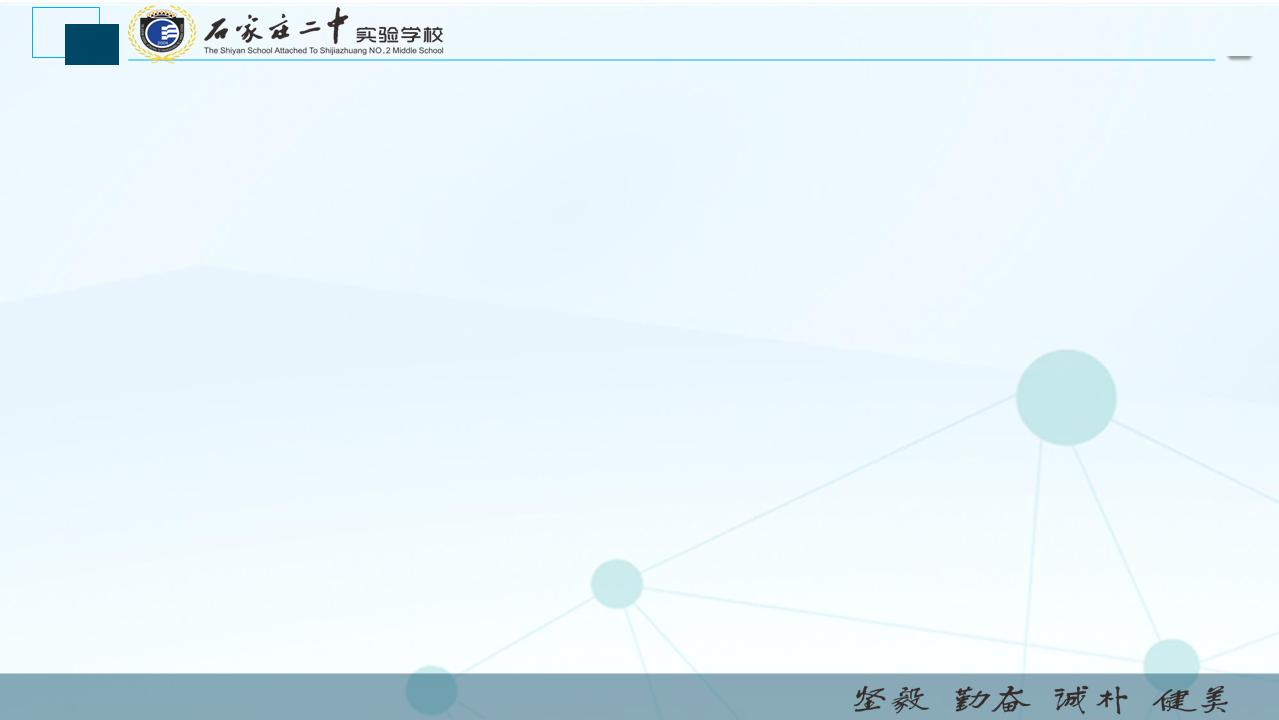 石家庄二中实验学校
The Shiyan School Attached To Shijiazhuang NO.2 Middle School
坚毅 勤奋 诚朴 健美